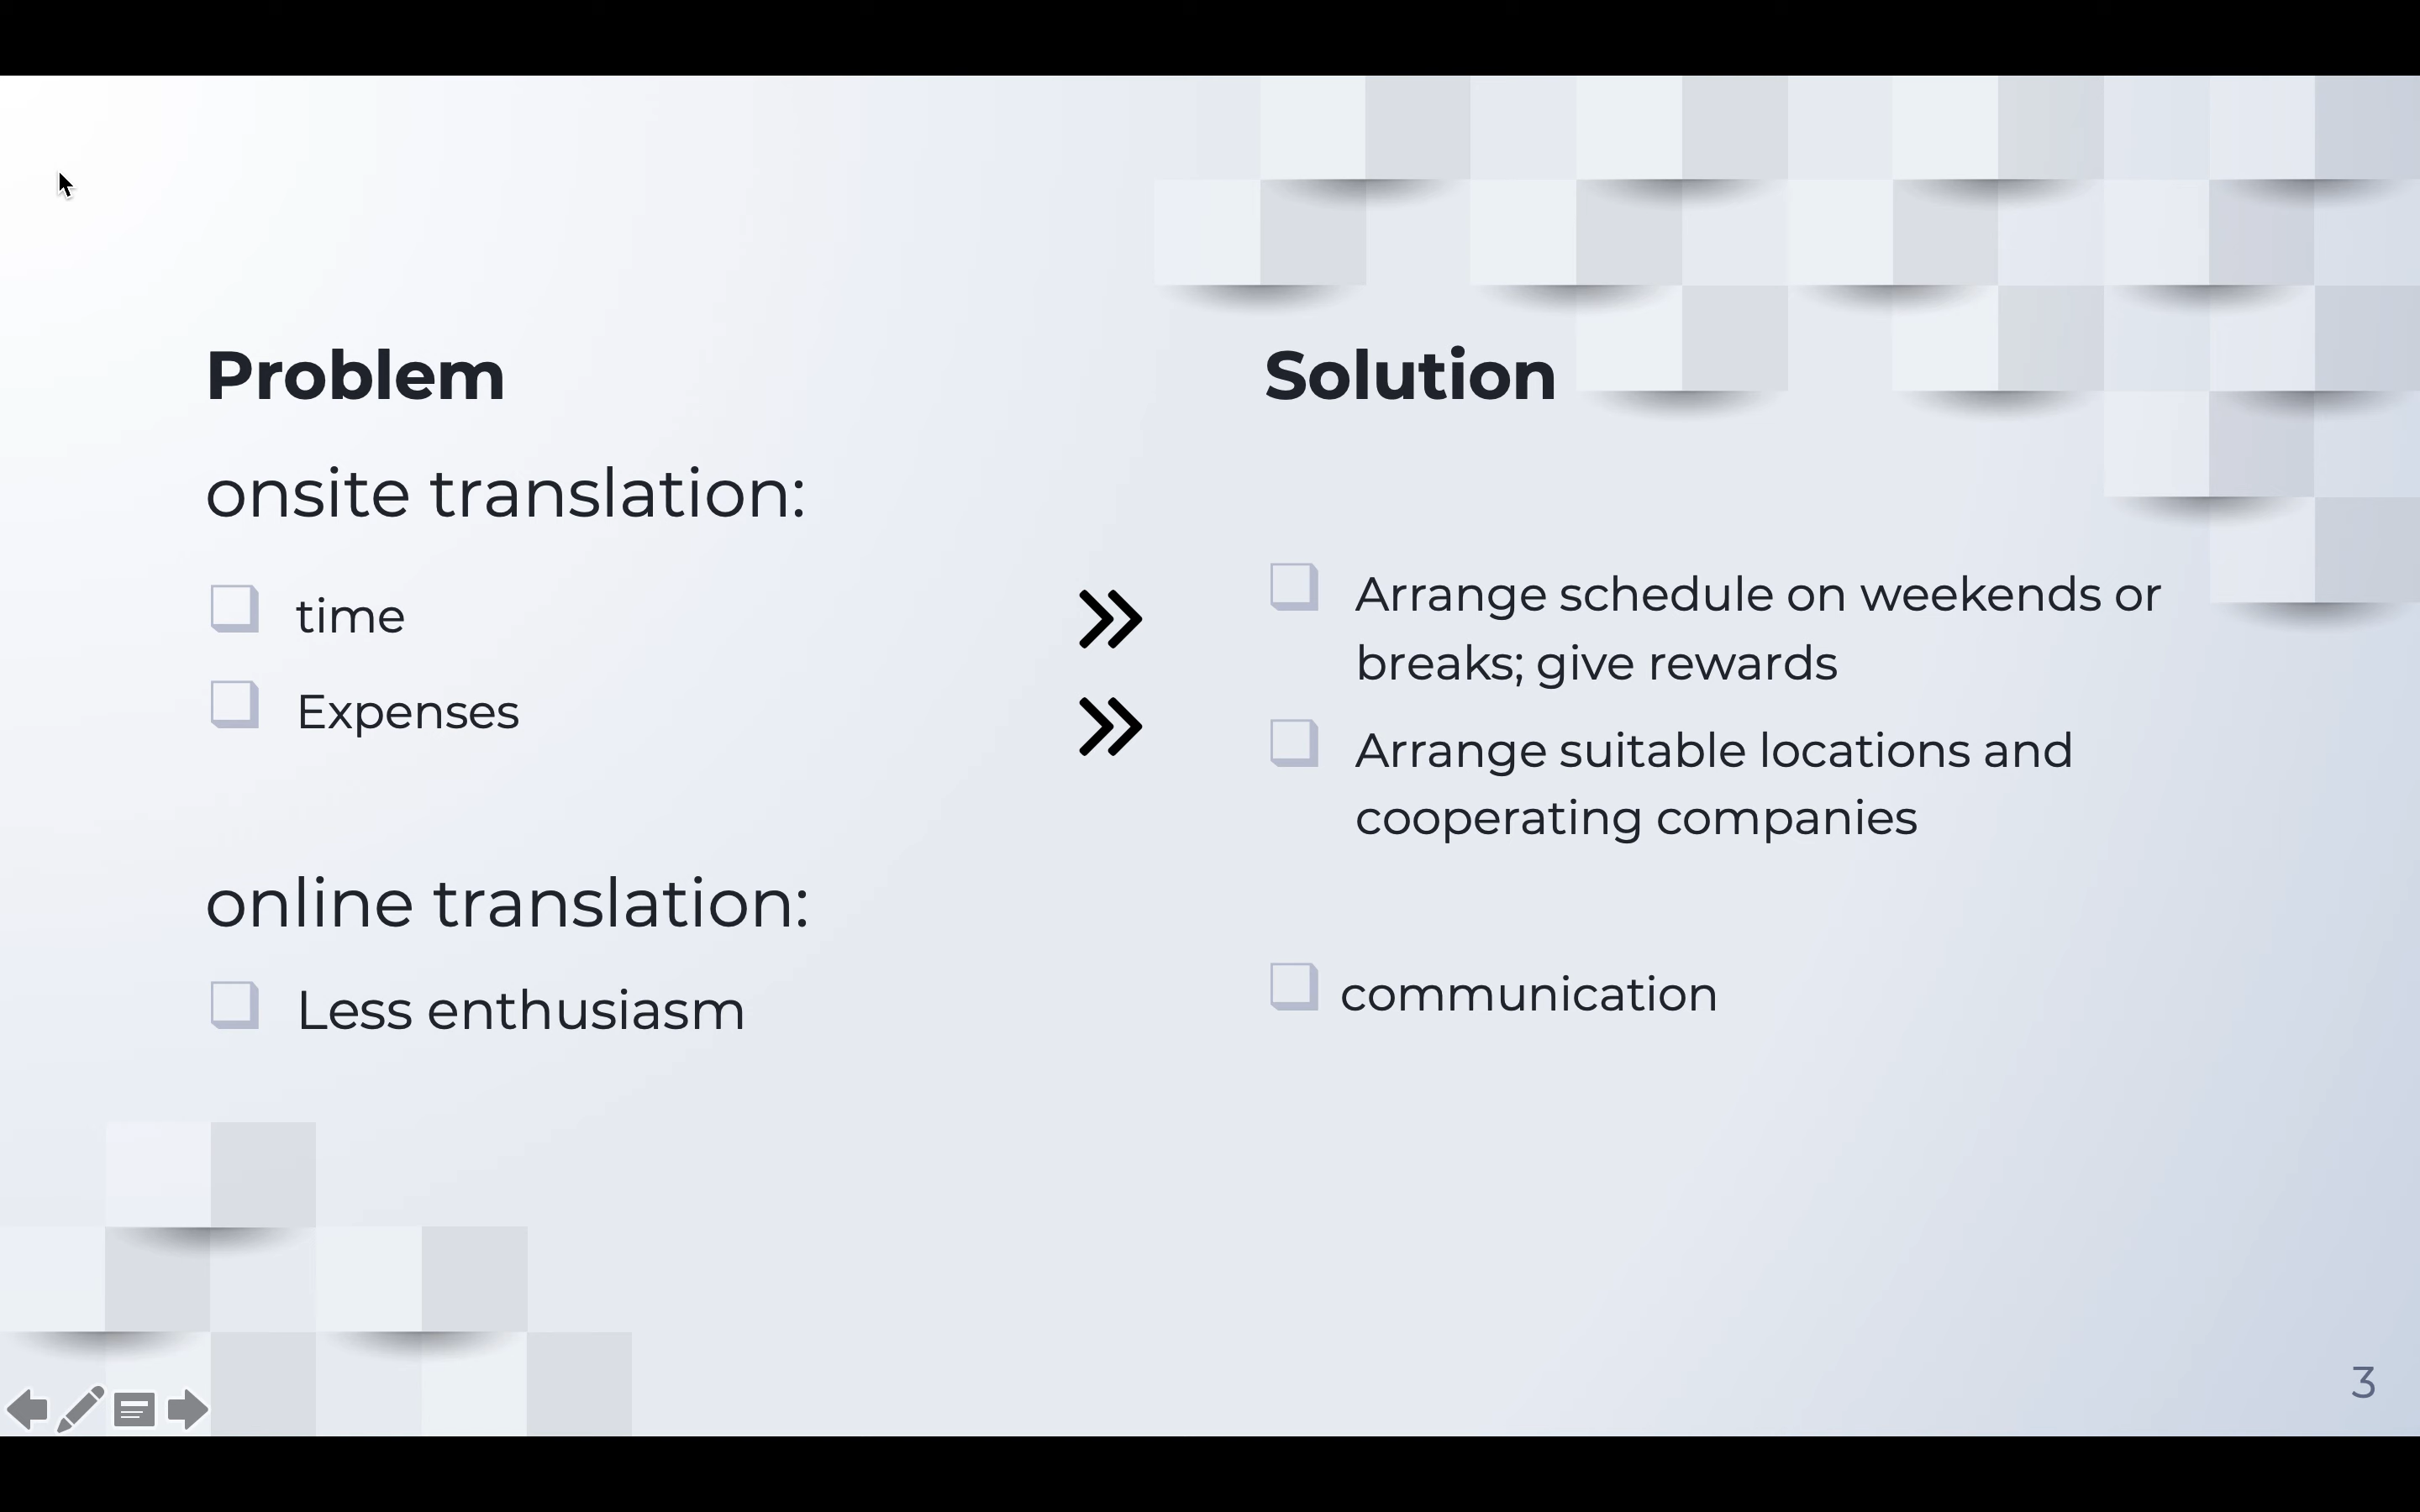 Problem
onsite translation:
time
Expenses
online translation:
Less enthusiasm
Solution
Arrange schedule on weekends or
breaks; give rewards
Arrange suitable locations and
cooperating companies
communication
3